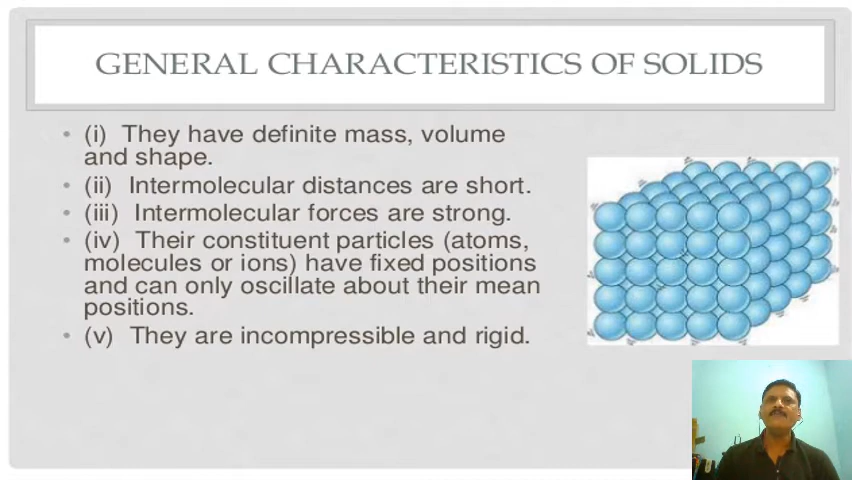 GENERAL CHARACTERISTICS OF SOLIDS
• (i) They have definite mass, volume
and shape.
• (ii) Intermolecular distances are short.
• (iii) Intermolecular forces are strong.
• (iv) Their constituent particles (atoms,
molecules or ions) have fixed positions
and can only oscillate about their mean
positions.
• (v) They are incompressible and rigid.